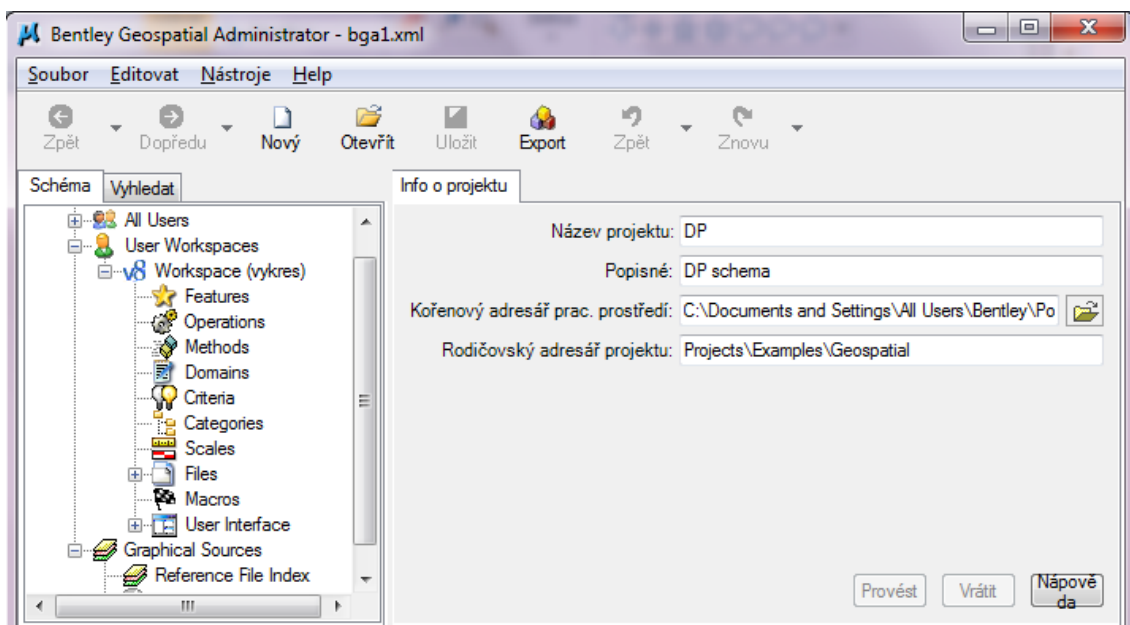 Bentley Geospatial Administrator - bga1.xml
Soubor Editovat Nástroje Help
Zpět Dopředu Nový Otevřít Uložit Export Zpět Znovu
Schéma Vyhledat
All Users
User Workspaces
Workspace (vykres)
Features
Operations
Methods
Domains
Criteria
Categories
Scales
Files
Macros
User Interface
Graphical Sources
Reference File Index
Info o projektu
Název projektu: DP
Popisné: DP schema
Kořenový adresář prac. prostředí: C:\Documents and Settings\All Users\Bentley\Po
Rodičovský adresář projektu: Projects\Examples\Geospatial
Provést Vrátit Nápově
da